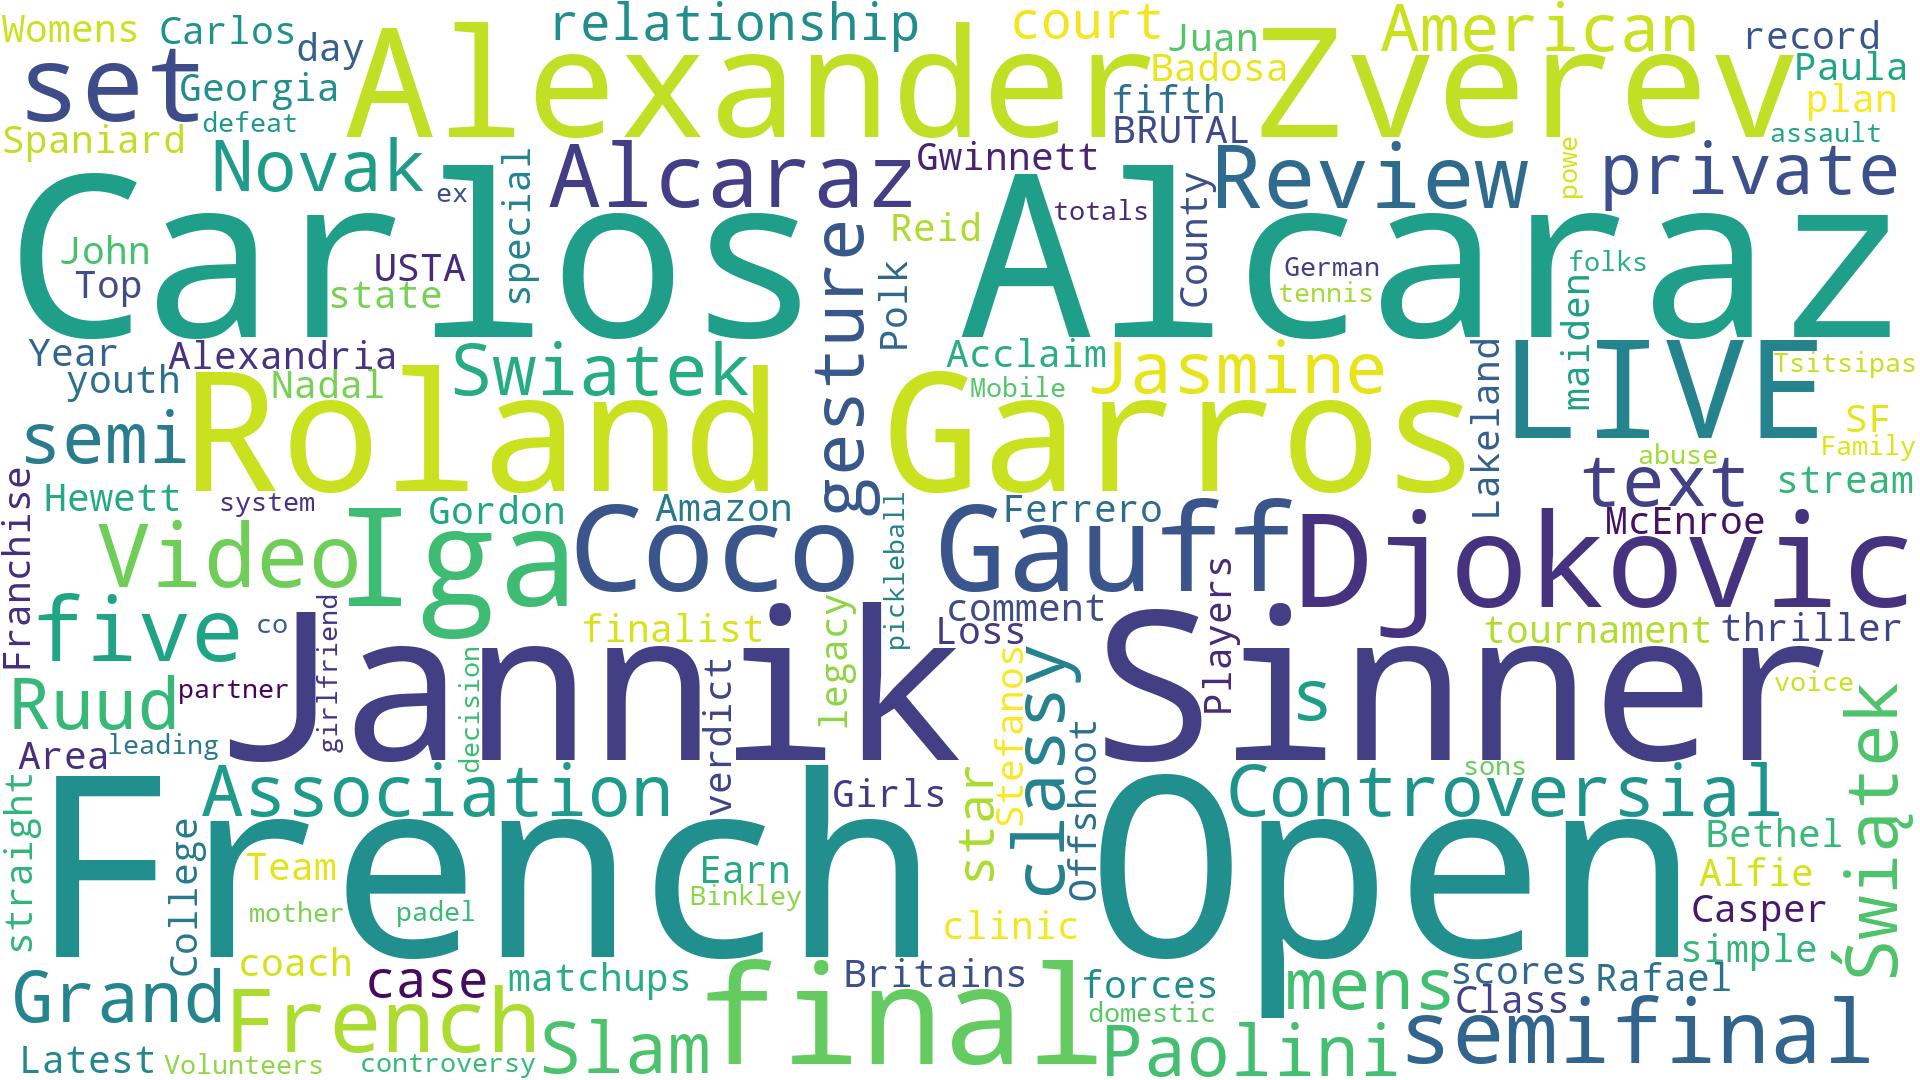 Womens Carlos day relationship court Juan American record
set Georgia Alexander Zverev Badosa Paula
Spaniard defeat fifth BRUTAL plan assault
Novak ex special Alcaraz Gwinnett Review powe private
Carlos Alcaraz
John Top USTA state gesture Reid Polk totals County German tennis folks maiden
Year youth Alexandria Nadal Swiatek Acclaim Mobile Jasmine Lakeland LIVE Tsitsipas
semi Roland Garros SF Family
Franchise Hewett system Gordon Amazon pickleball Ferrero abuse text stream
Video Iga Coco Gauff Djokovic McEnroe
five co girlfriend finalist legacy comment Loss Players tournament thriller
Ruud partner Jannik Sinner s voice
Area leading decision verdict Stefanos classy Offshoot sons Świątek
straight College Association Girls star Controversial
French Open Bethel
Team Earn Alfie
mother padel Binkley clinic Casper
coach case matchups Britains forces simple
Grand French Slam final domestic mens scores Class Rafael
Latest Volunteers controversy Paolini semifinal